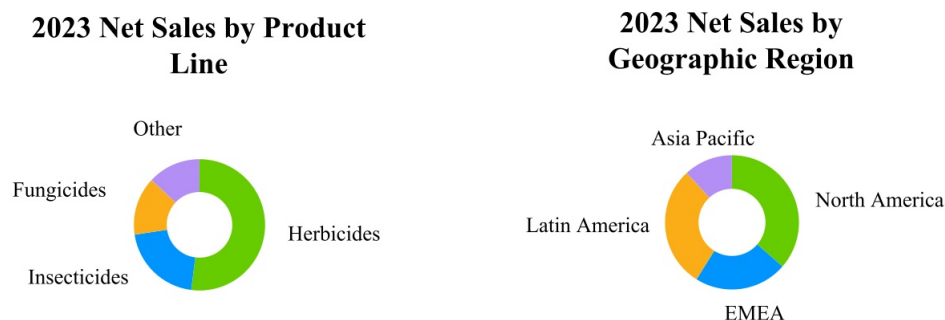 2023 Net Sales by Product
Line
Other
Fungicides
Herbicides
Insecticides
2023 Net Sales by
Geographic Region
Asia Pacific
North America
Latin America
EMEA